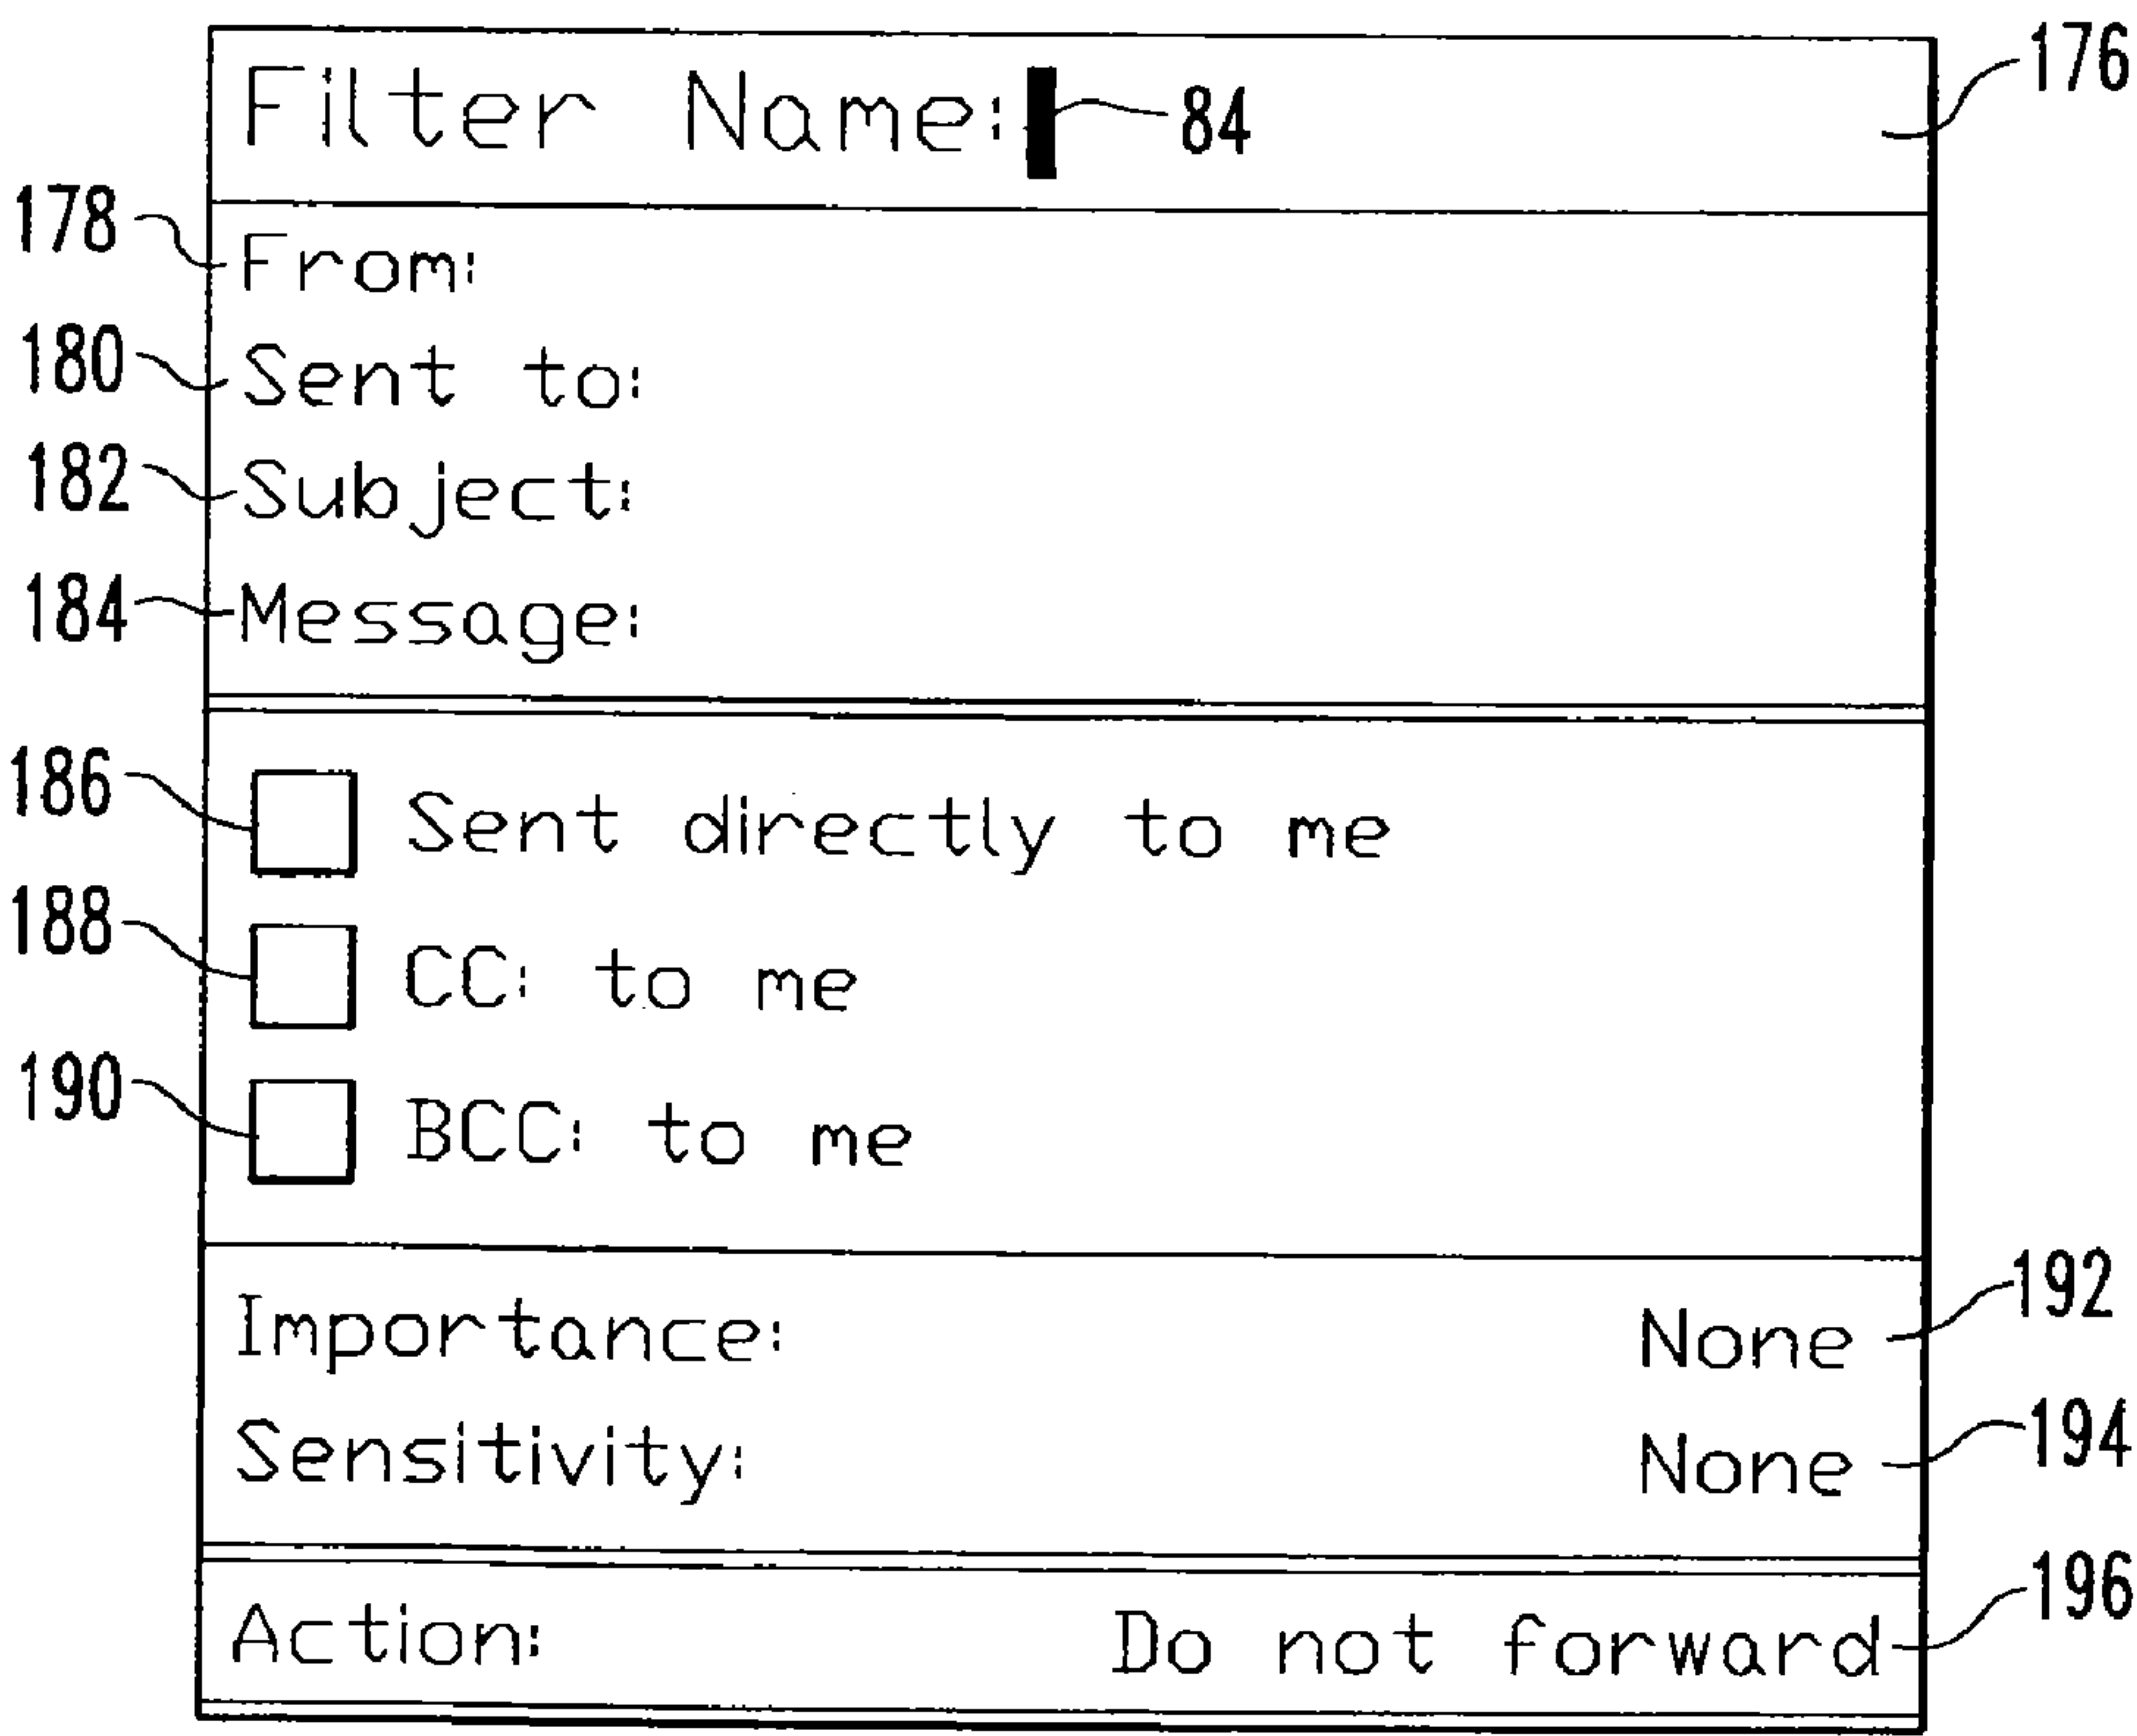 Filter Name: 84 176
178 From:
180 Sent to:
182 Subject:
184 Message:
186 Sent directly to me
188 CC: to me
190 BCC: to me
Importance: None 192
Sensitivity: None 194
Action: Do not forward 196